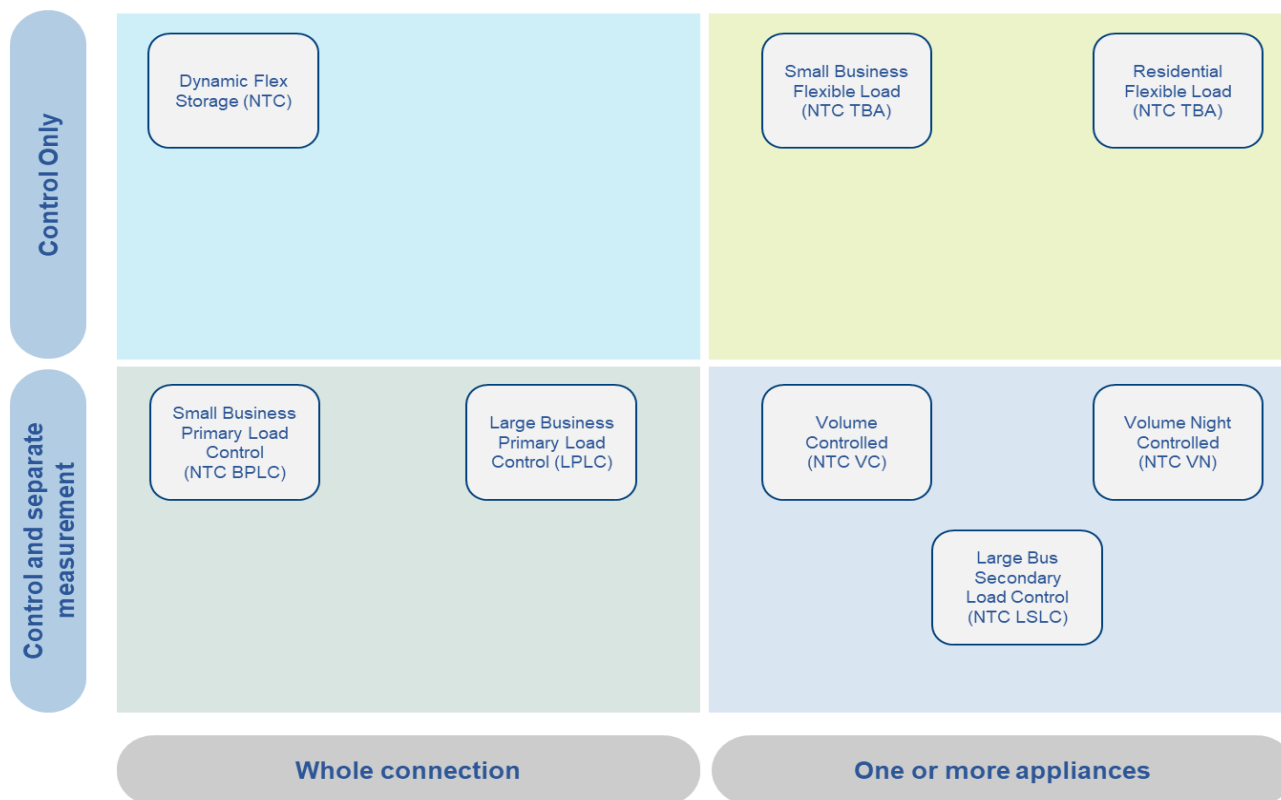 Control Only
Dynamic Flex
Storage (NTC)
Small Business
Flexible Load
(NTC TBA)
Residential
Flexible Load
(NTC TBA)
Control and separate
measurement
Small Business
Primary Load
Control
(NTC BPLC)
Large Business
Primary Load
Control (LPLC)
Volume
Controlled
(NTC VC)
Volume Night
Controlled
(NTC VN)
Large Bus
Secondary
Load Control
(NTC LSLC)
Whole connection
One or more appliances